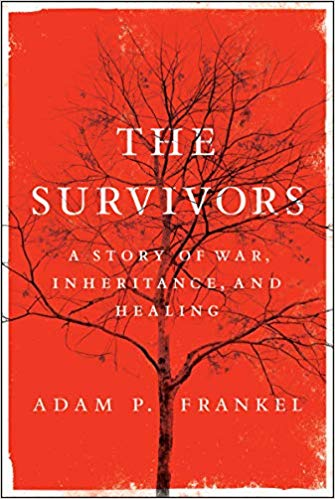 THE
SURVIVORS
A STORY OF WAR,
INHERITANCE, AND
HEALING
ADAM P. FRANKEL